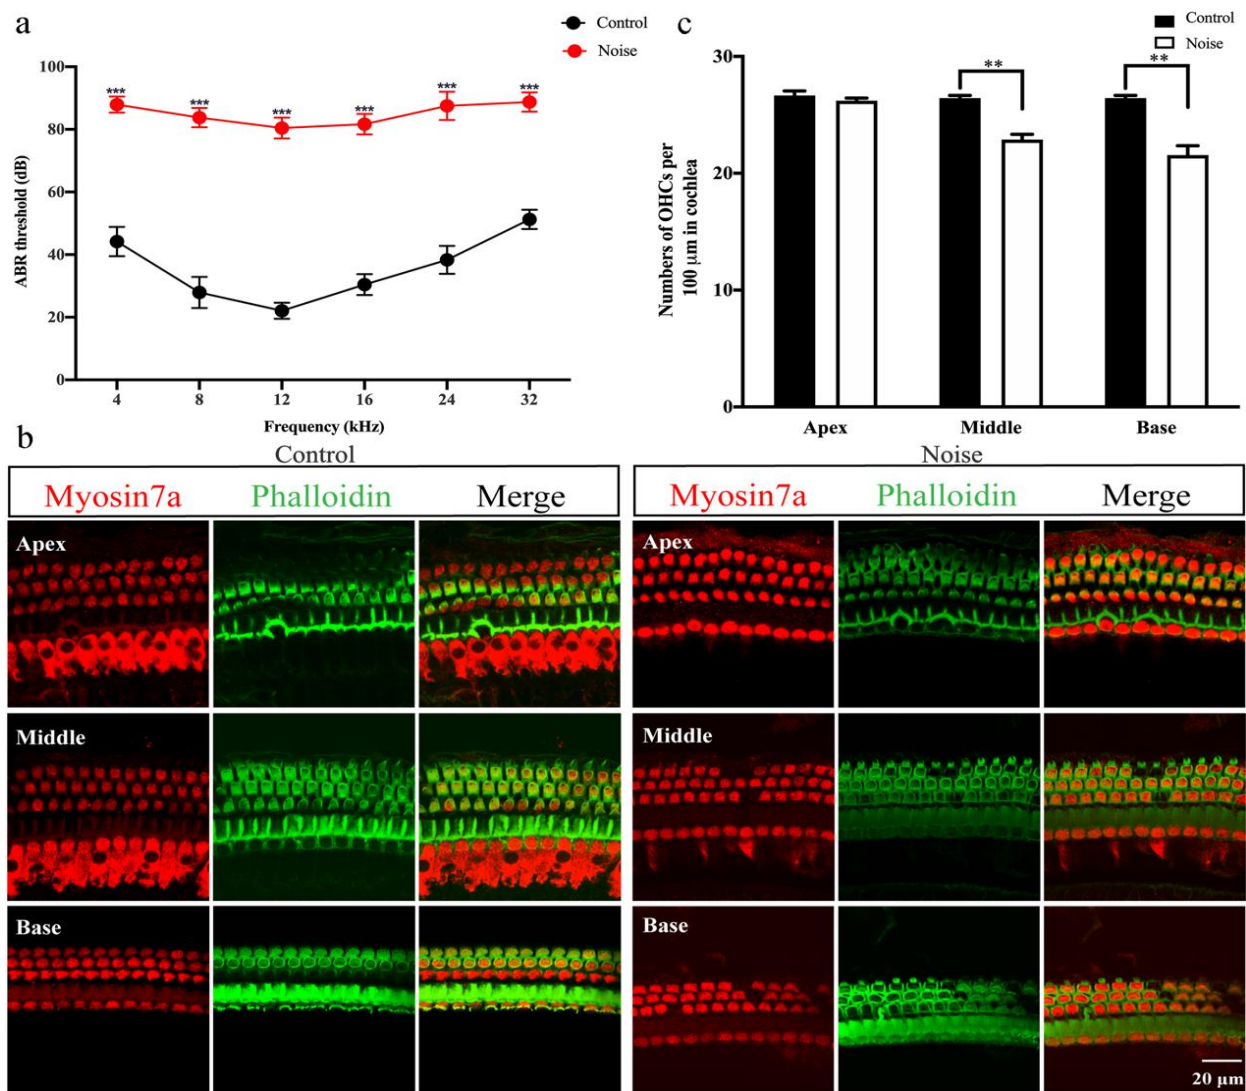 a
Control
Noise
100
80
60
40
20
0
ABR threshold (dB)
***
***
***
***
***
***
4
8
12
16
24
32
Frequency (kHz)
c
Control
Noise
30
20
10
0
Numbers of OHCs per
100 μm in cochlea
**
**
Apex
Middle
Base
b
Control
Noise
Myosin7a
Phalloidin
Merge
Myosin7a
Phalloidin
Merge
Apex
Apex
Middle
Middle
Base
Base
20 μm